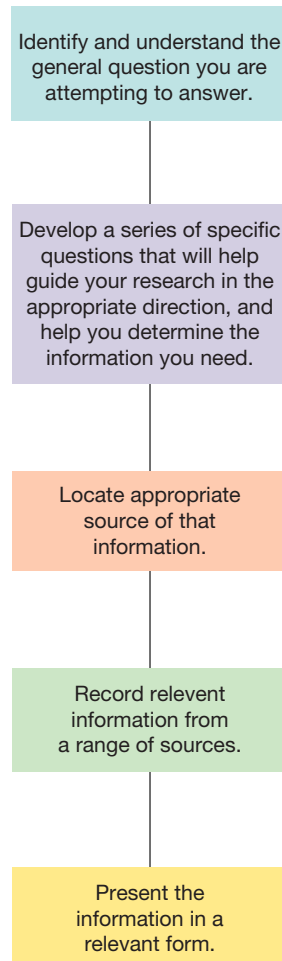 Identify and understand the
general question you are
attempting to answer.
Develop a series of specific
questions that will help
guide your research in the
appropriate direction, and
help you determine the
information you need.
Locate appropriate
source of that
information.
Record relevent
information from
a range of sources.
Present the
information in a
relevant form.